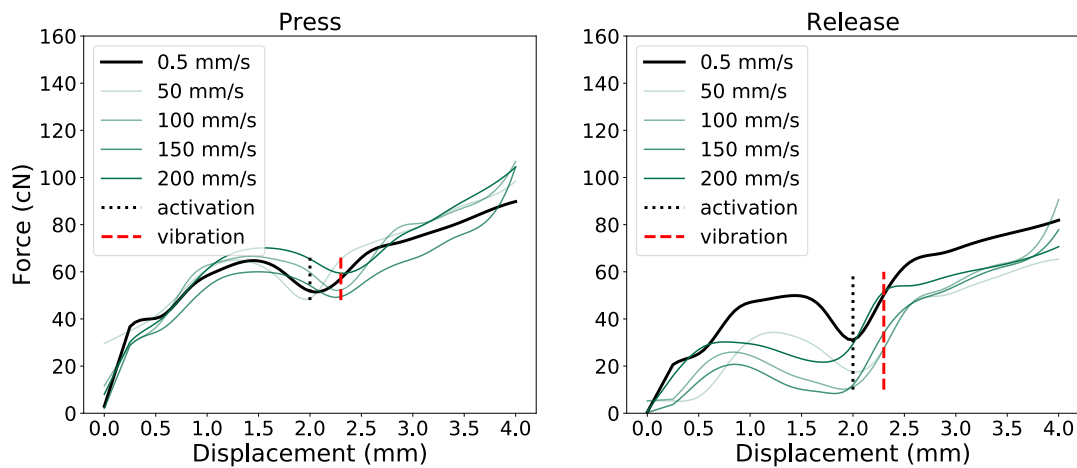 Press
160
140
120
100
80
60
40
20
0
Force (cN)
0.5 mm/s
50 mm/s
100 mm/s
150 mm/s
200 mm/s
activation
vibration
0.0 0.5 1.0 1.5 2.0 2.5 3.0 3.5 4.0
Displacement (mm)
Release
160
140
120
100
80
60
40
20
0
0.5 mm/s
50 mm/s
100 mm/s
150 mm/s
200 mm/s
activation
vibration
0.0 0.5 1.0 1.5 2.0 2.5 3.0 3.5 4.0
Displacement (mm)